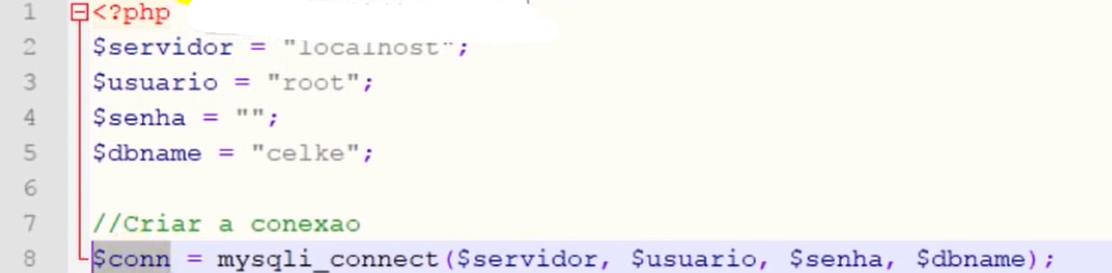 1 <?php
2 $servidor = "localhost";
3 $usuario = "root";
4 $senha = "";
5 $dbname = "celke";
6
7 //Criar a conexao
8 $conn = mysqli_connect($servidor, $usuario, $senha, $dbname);